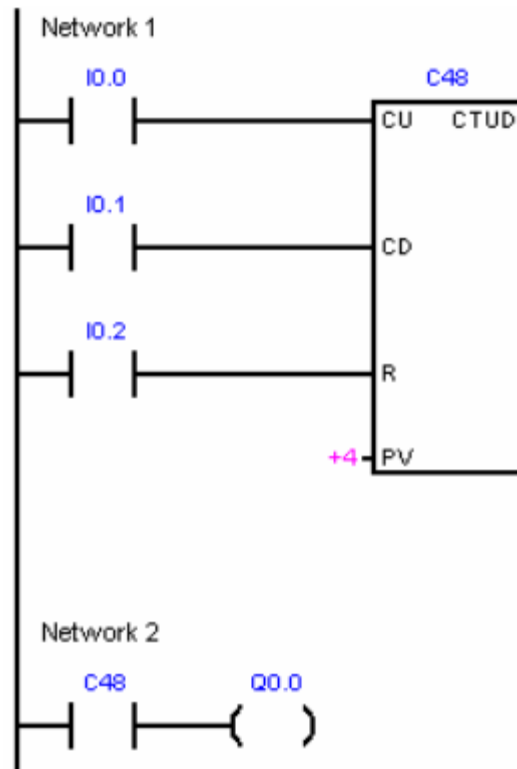 Network 1
I0.0
C48
CU CTUD
I0.1
CD
I0.2
R
+4 PV
Network 2
C48 Q0.0